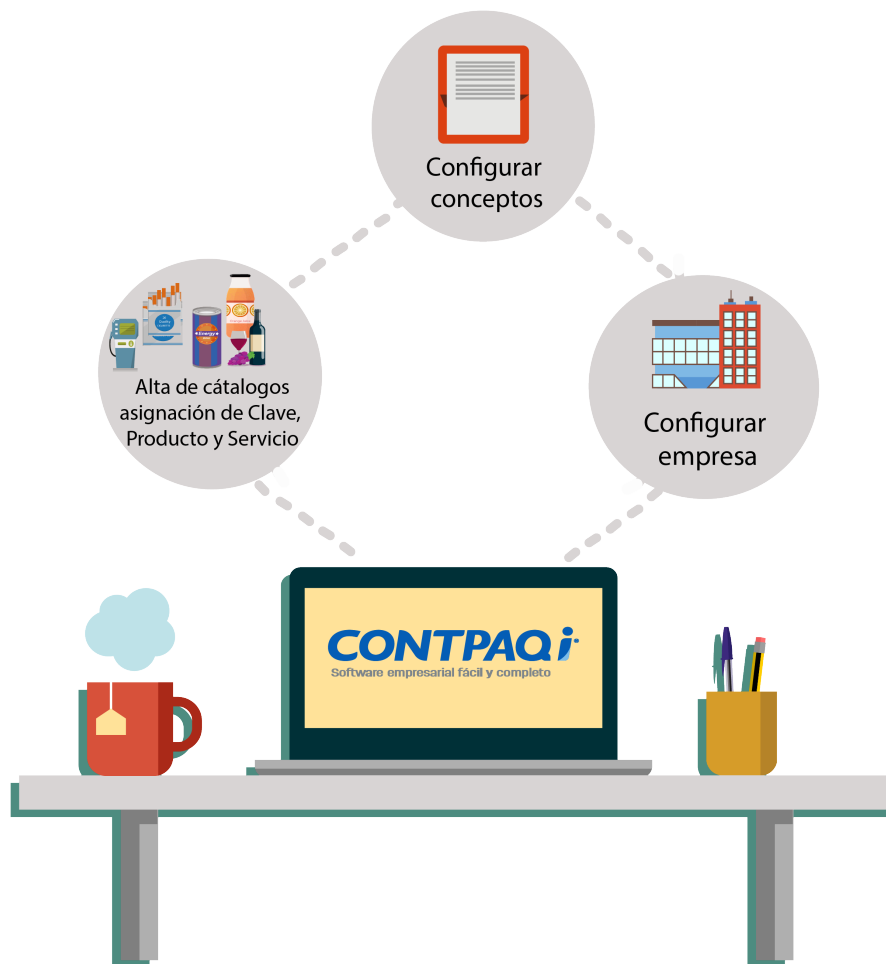 Configurar
conceptos
Alta de cátalogos
asignación de Clave,
Producto y Servicio
Configurar
empresa
CONTPAQi
Software empresarial fácil y completo